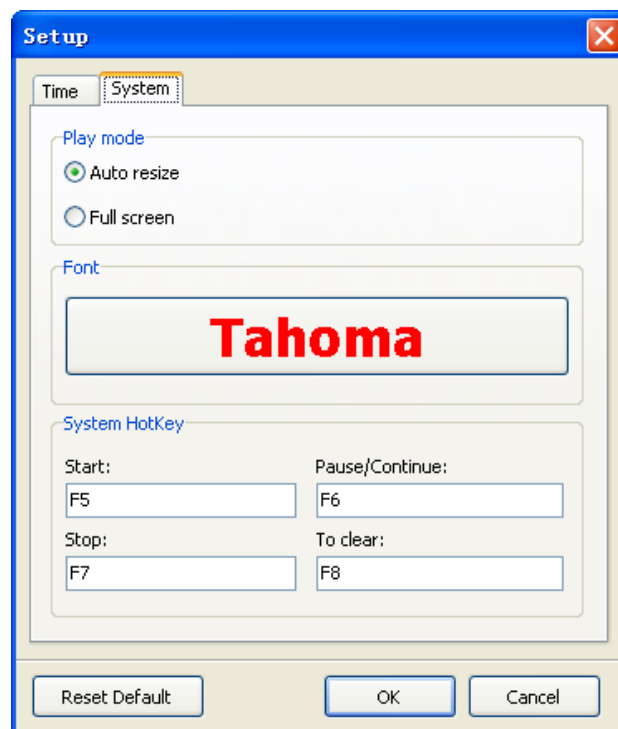 Setup
Time System
Play mode
Auto resize
Full screen
Font
Tahoma
System HotKey
Start: Pause/Continue:
F5 F6
Stop: To clear:
F7 F8
Reset Default OK Cancel